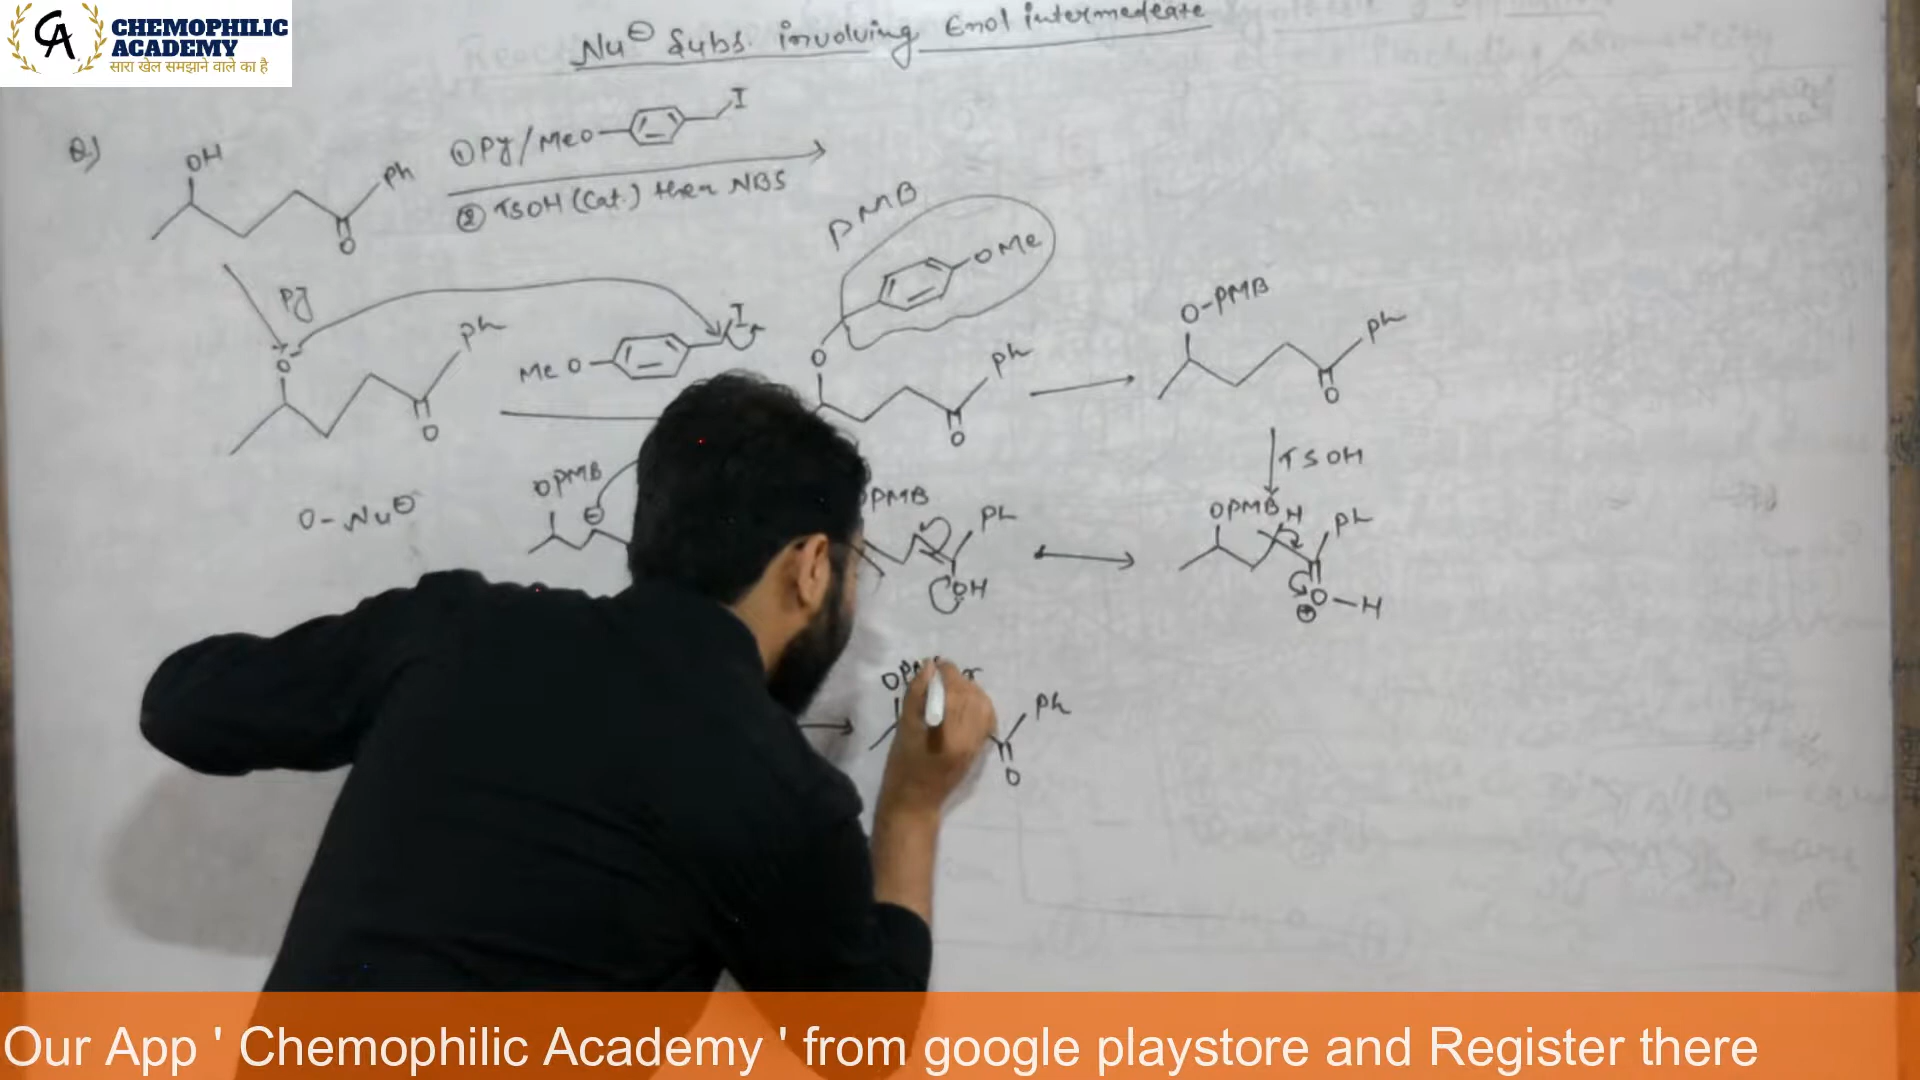 CA
CHEMOPHILIC
ACADEMY
सारा खेल समझाने वाले का है
Nu⊖ Subs. involving Enol intermedeate
Q.)
OH
Ph
O
① Py/MeO
I
② TSOH (Cat.) then NBS
Py
O
Ph
O
MeO
I
PMB
OMe
O
Ph
O
O-PMB
Ph
O
TSOH
O-Nu⊖
OPMB
⊖
OPMB
Ph
OH
OPMB H
Ph
⊕ O-H
Ph
O
Our App ' Chemophilic Academy ' from google playstore and Register there